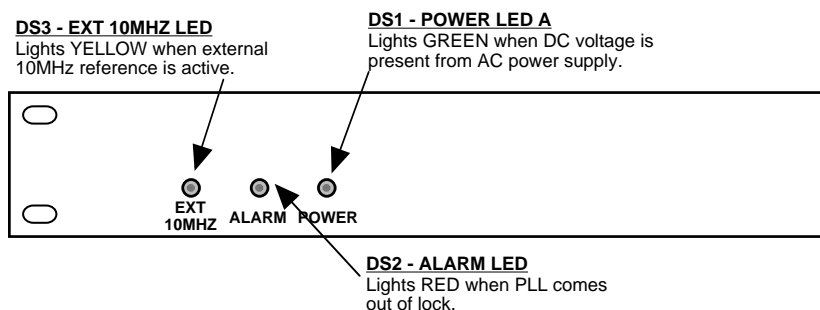 DS3 - EXT 10MHZ LED
Lights YELLOW when external
10MHz reference is active.
DS1 - POWER LED A
Lights GREEN when DC voltage is
present from AC power supply.
EXT
10MHZ
ALARM
POWER
DS2 - ALARM LED
Lights RED when PLL comes
out of lock.